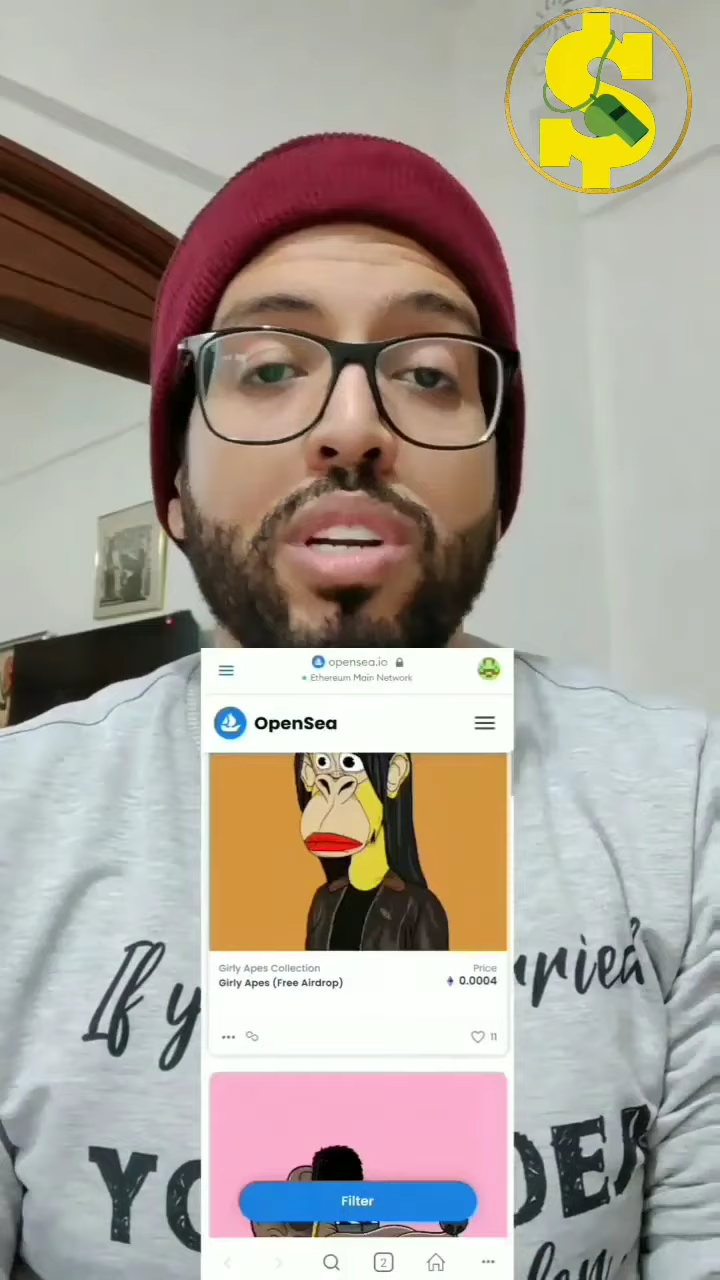 opensea.io
Ethereum Main Network
OpenSea
Girly Apes Collection
Price
Girly Apes (Free Airdrop)
0.0004
11
Filter
2
If